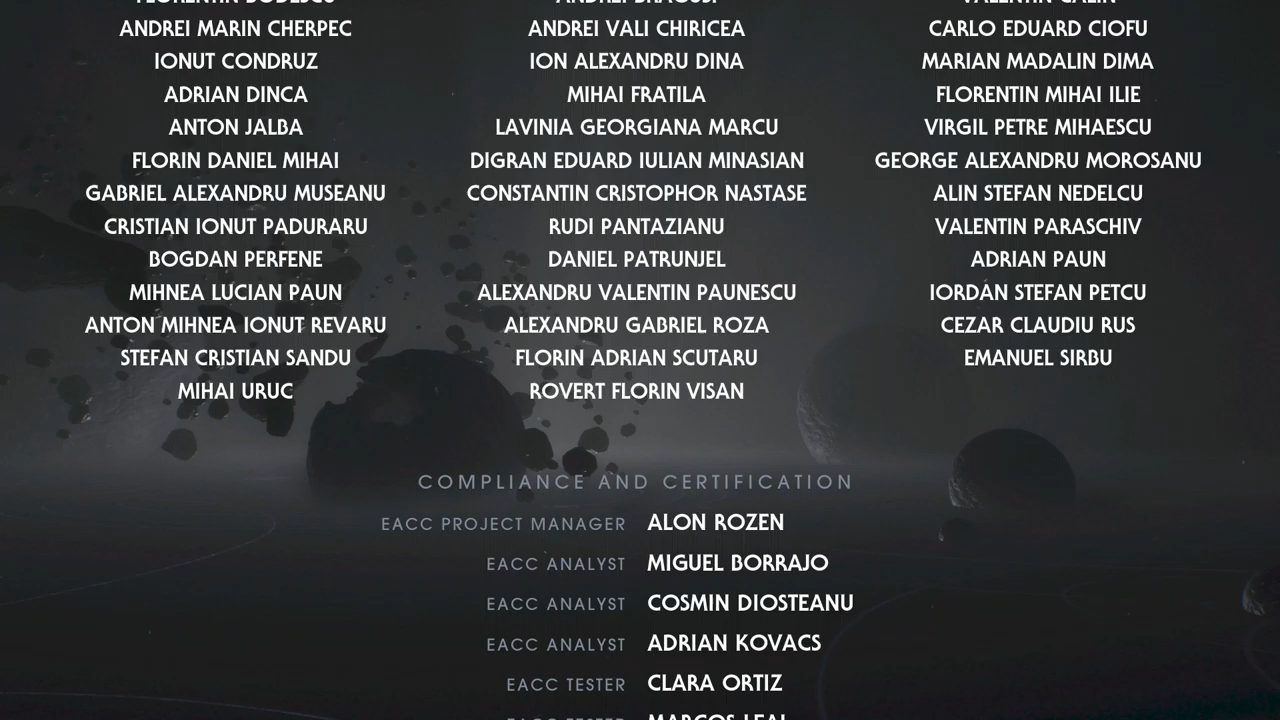 ANDREI MARIN CHERPEC ANDREI VALI CHIRICEA CARLO EDUARD CIOFU
IONUT CONDRUZ ION ALEXANDRU DINA MARIAN MADALIN DIMA
ADRIAN DINCA MIHAI FRATILA FLORENTIN MIHAI ILIE
ANTON JALBA LAVINIA GEORGIANA MARCU VIRGIL PETRE MIHAESCU
FLORIN DANIEL MIHAI DIGRAN EDUARD IULIAN MINASIAN GEORGE ALEXANDRU MOROSANU
GABRIEL ALEXANDRU MUSEANU CONSTANTIN CRISTOPHOR NASTASE ALIN STEFAN NEDELCU
CRISTIAN IONUT PADURARU RUDI PANTAZIANU VALENTIN PARASCHIV
BOGDAN PERFENE DANIEL PATRUNJEL ADRIAN PAUN
MIHNEA LUCIAN PAUN ALEXANDRU VALENTIN PAUNESCU IORDAN STEFAN PETCU
ANTON MIHNEA IONUT REVARU ALEXANDRU GABRIEL ROZA CEZAR CLAUDIU RUS
STEFAN CRISTIAN SANDU FLORIN ADRIAN SCUTARU EMANUEL SIRBU
MIHAI URUC ROVERT FLORIN VISAN
COMPLIANCE AND CERTIFICATION
EACC PROJECT MANAGER ALON ROZEN
EACC ANALYST MIGUEL BORRAJO
EACC ANALYST COSMIN DIOSTEANU
EACC ANALYST ADRIAN KOVACS
EACC TESTER CLARA ORTIZ